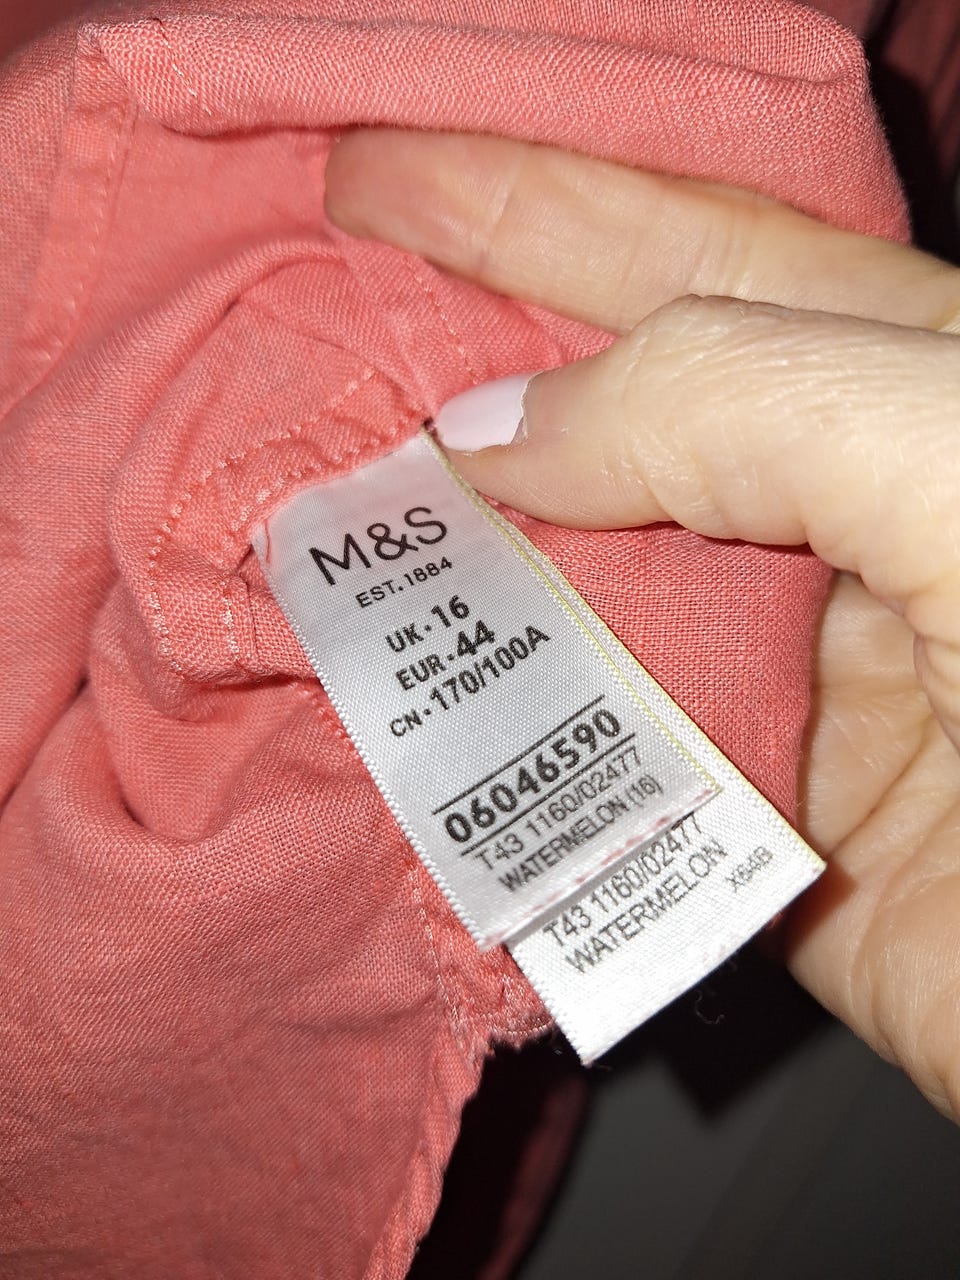 M&S
EST. 1884
UK · 16
EUR · 44
CN · 170/100A
06046590
T43 1160/02477
WATERMELON (16)
T43 1160/02477
WATERMELON
X64B